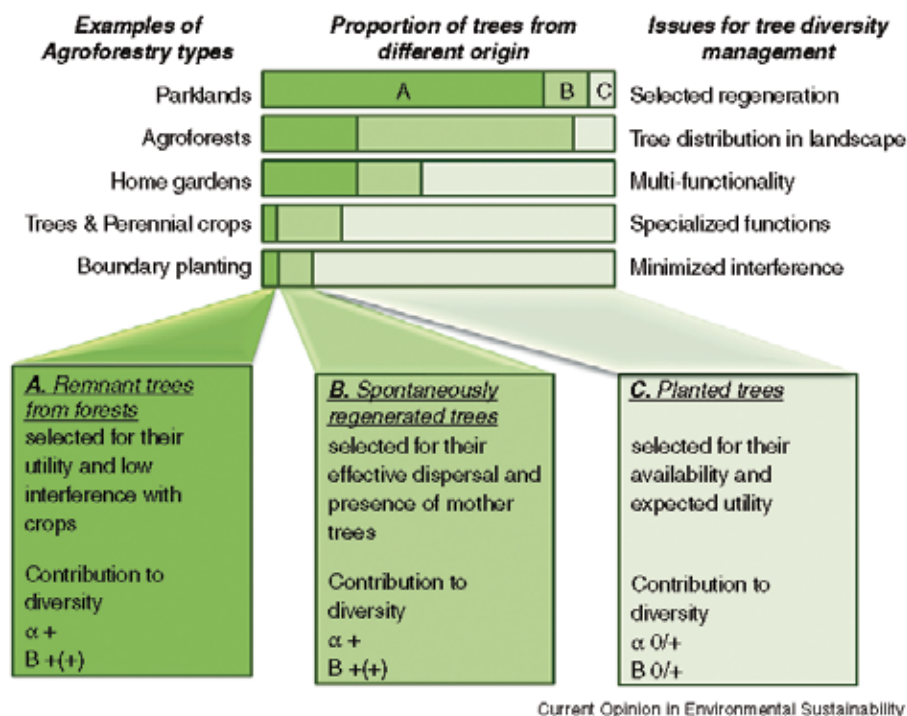 Examples of
Agroforestry types
Proportion of trees from
different origin
Issues for tree diversity
management
Parklands
A
B
C
Selected regeneration
Agroforests
Tree distribution in landscape
Home gardens
Multi-functionality
Trees & Perennial crops
Specialized functions
Boundary planting
Minimized interference
A. Remnant trees
from forests
selected for their
utility and low
interference with
crops
Contribution to
diversity
α +
B +(+)
B. Spontaneously
regenerated trees
selected for their
effective dispersal and
presence of mother
trees
Contribution to
diversity
α +
B +(+)
C. Planted trees
selected for their
availability and
expected utility
Contribution to
diversity
α 0/+
B 0/+
Current Opinion in Environmental Sustainability